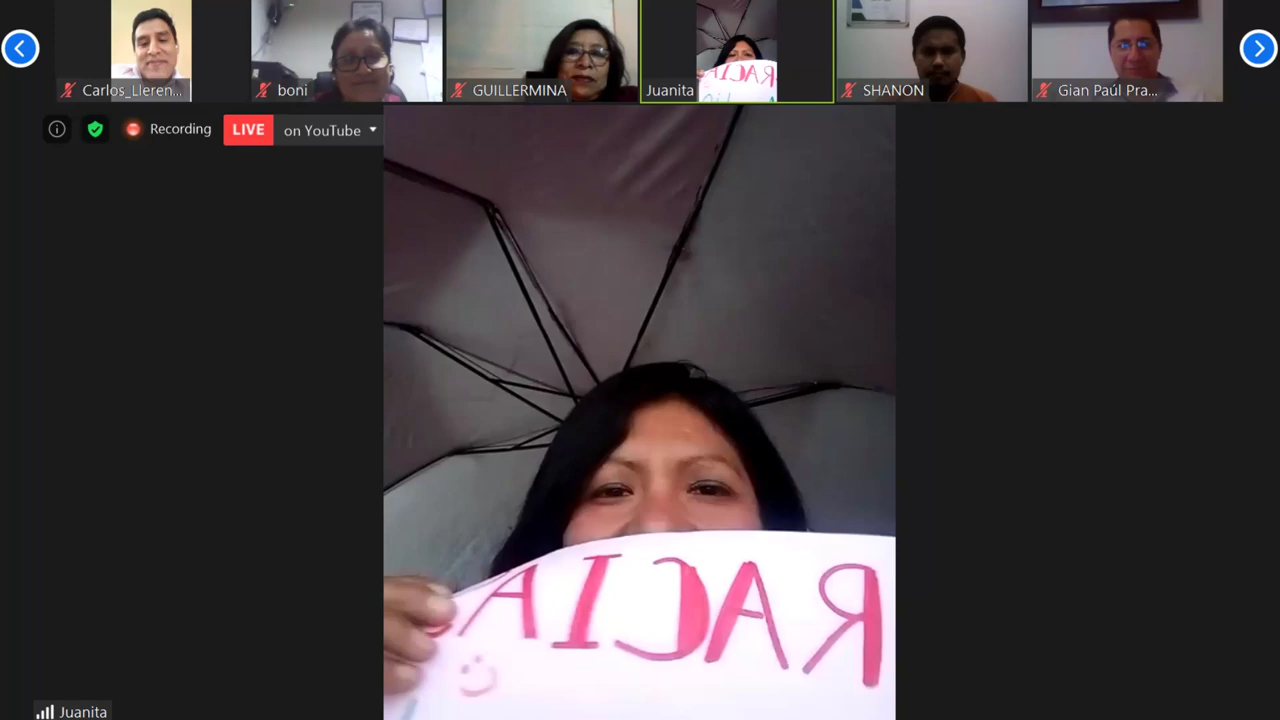 Carlos_Lleren...
boni
GUILLERMINA
Juanita
SHANON
Gian Paúl Pra...
Recording
LIVE
on YouTube
RACIA
Juanita